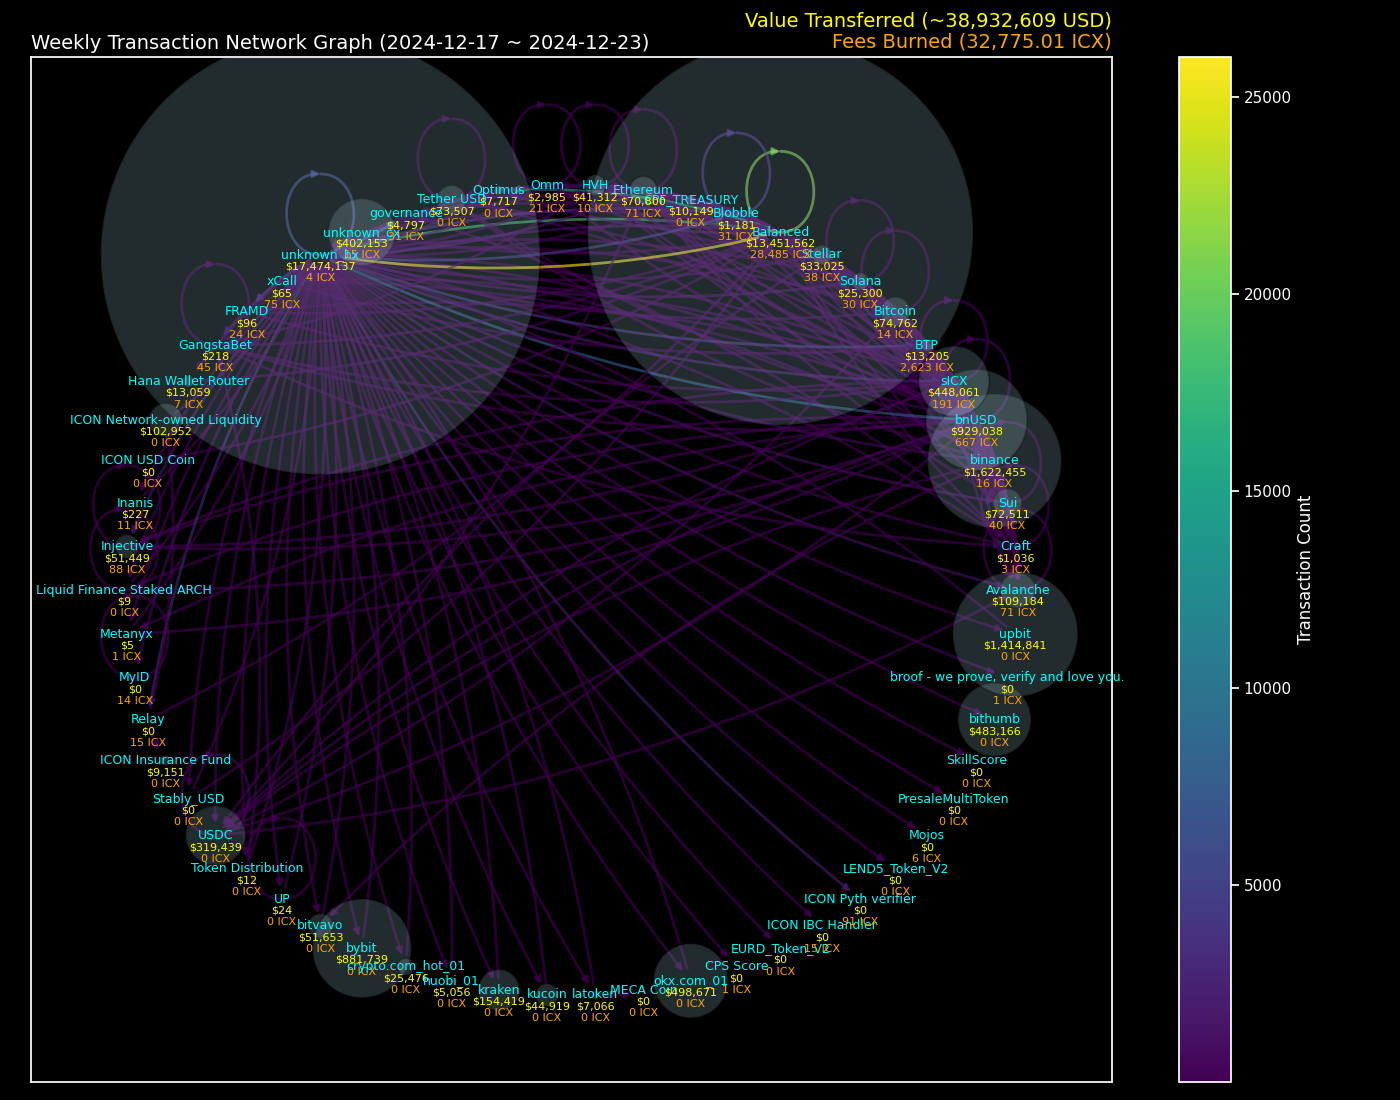 Value Transferred (~38,932,609 USD)
Weekly Transaction Network Graph (2024-12-17 ~ 2024-12-23)
Fees Burned (32,775.01 ICX)
Omm
$2,985
21 ICX
HVH
$41,312
10 ICX
Ethereum
$70,800
71 ICX
Optimus
$7,717
0 ICX
Tether USD
$73,507
0 ICX
_TREASURY
$10,149
0 ICX
governance
$4,797
Blobble
$1,181
31 ICX
unknown_cx
$402,153
Balanced
$13,451,562
28,485 ICX
unknown_hx
$17,474,137
4 ICX
Stellar
$33,025
38 ICX
xCall
$65
75 ICX
Solana
$25,300
30 ICX
FRAMD
$96
24 ICX
Bitcoin
$74,762
14 ICX
GangstaBet
$218
45 ICX
BTP
$13,205
2,623 ICX
Hana Wallet Router
$13,059
7 ICX
sICX
$448,061
191 ICX
ICON Network-owned Liquidity
$102,952
0 ICX
bnUSD
$929,038
667 ICX
ICON USD Coin
$0
0 ICX
binance
$1,622,455
16 ICX
Inanis
$227
11 ICX
Sui
$72,511
40 ICX
Injective
$51,449
88 ICX
Craft
$1,036
3 ICX
Liquid Finance Staked ARCH
$9
0 ICX
Avalanche
$109,184
71 ICX
Metanyx
$5
1 ICX
upbit
$1,414,841
0 ICX
MyID
$0
14 ICX
broof - we prove, verify and love you.
$0
1 ICX
Relay
$0
15 ICX
bithumb
$483,166
0 ICX
ICON Insurance Fund
$9,151
0 ICX
SkillScore
$0
0 ICX
Stably_USD
$0
0 ICX
PresaleMultiToken
$0
0 ICX
USDC
$319,439
0 ICX
Mojos
$0
6 ICX
Token Distribution
$12
0 ICX
LEND5_Token_V2
$0
0 ICX
UP
$24
0 ICX
ICON Pyth verifier
$0
91 ICX
bitvavo
$51,653
0 ICX
ICON IBC Handler
$0
15 ICX
bybit
$881,739
0 ICX
EURD_Token_V2
$0
0 ICX
crypto.com_hot_01
$25,476
0 ICX
CPS Score
$0
1 ICX
huobi_01
$5,056
0 ICX
okx.com_01
$498,671
0 ICX
kraken
$154,419
0 ICX
kucoin
$44,919
0 ICX
latoken
$7,066
0 ICX
MECA Coin
$0
0 ICX
25000
20000
15000
10000
5000
Transaction Count